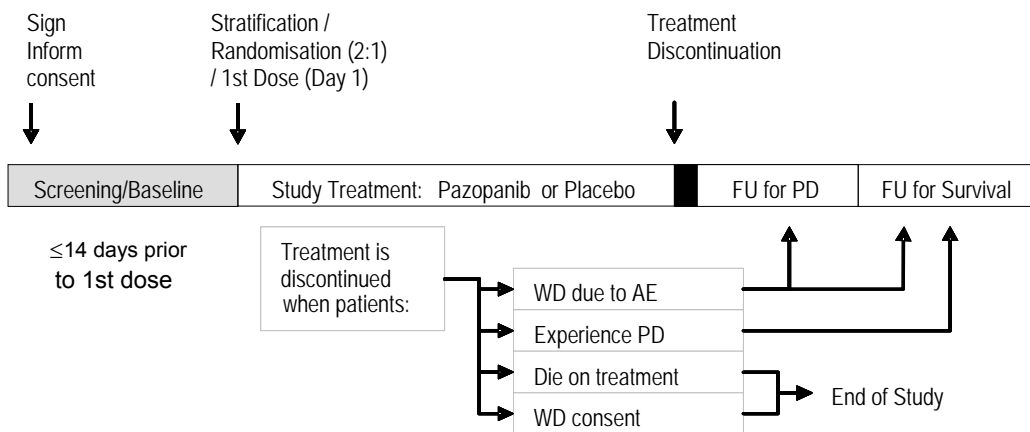 Sign
Inform
consent
Stratification /
Randomisation (2:1)
/ 1st Dose (Day 1)
Treatment
Discontinuation
Screening/Baseline
Study Treatment: Pazopanib or Placebo
FU for PD
FU for Survival
≤14 days prior
to 1st dose
Treatment is
discontinued
when patients:
WD due to AE
Experience PD
Die on treatment
WD consent
End of Study